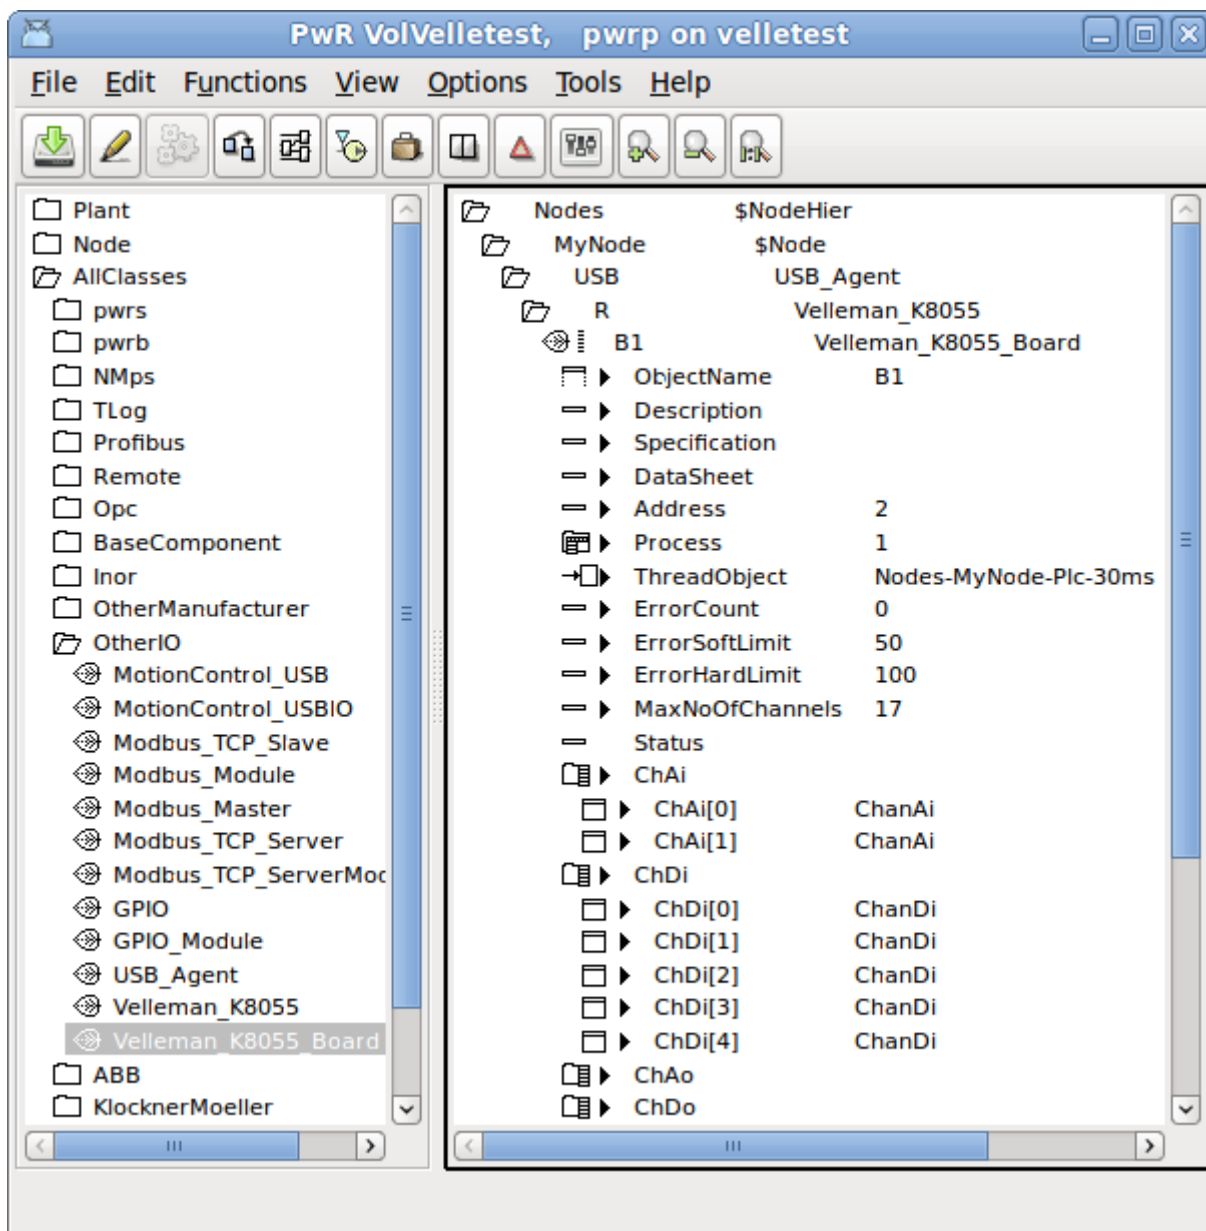 PwR VolVelletest, pwrp on velletest
File Edit Functions View Options Tools Help
Plant
Node
AllClasses
pwrs
pwrb
NMps
TLog
Profibus
Remote
Opc
BaseComponent
Inor
OtherManufacturer
OtherIO
MotionControl_USB
MotionControl_USBIO
Modbus_TCP_Slave
Modbus_Module
Modbus_Master
Modbus_TCP_Server
Modbus_TCP_ServerMod
GPIO
GPIO_Module
USB_Agent
Velleman_K8055
Velleman_K8055_Board
ABB
KlocknerMoeller
Nodes $NodeHier
MyNode $Node
USB USB_Agent
R Velleman_K8055
B1 Velleman_K8055_Board
ObjectName B1
Description
Specification
DataSheet
Address 2
Process 1
ThreadObject Nodes-MyNode-Plc-30ms
ErrorCount 0
ErrorSoftLimit 50
ErrorHardLimit 100
MaxNoOfChannels 17
Status
ChAi
ChAi[0] ChanAi
ChAi[1] ChanAi
ChDi
ChDi[0] ChanDi
ChDi[1] ChanDi
ChDi[2] ChanDi
ChDi[3] ChanDi
ChDi[4] ChanDi
ChAo
ChDo